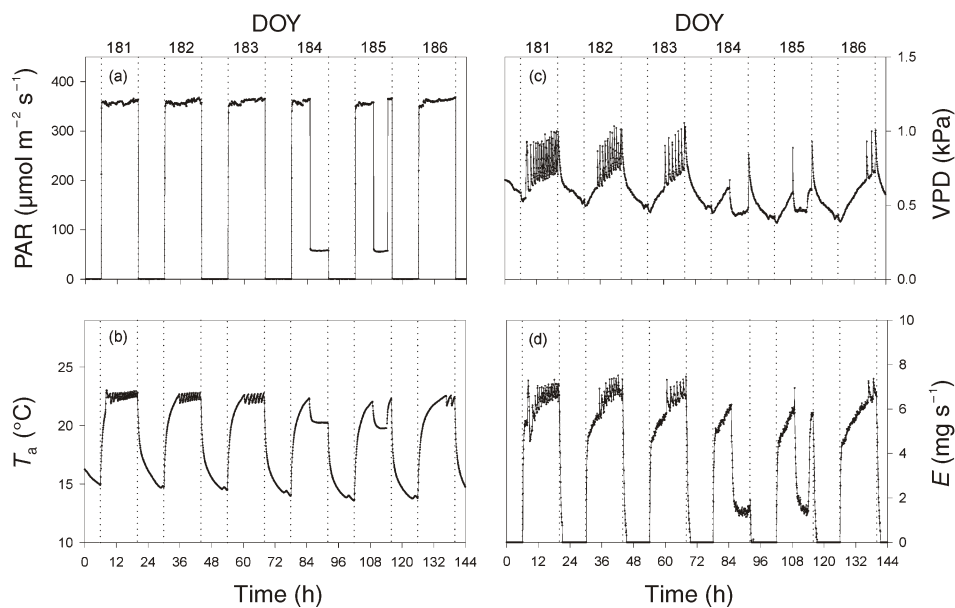 DOY DOY
181 182 183 184 185 186 181 182 183 184 185 186
400 (a) (c) 1.5
300 1.0
200 0.5
100 0.0
0
PAR (µmol m⁻² s⁻¹)
VPD (kPa)
(b) (d) 10
25 8
20 6
15 4
10 2
0
Tₐ (°C)
E (mg s⁻¹)
0 12 24 36 48 60 72 84 96 108 120 132 144 0 12 24 36 48 60 72 84 96 108 120 132 144
Time (h) Time (h)